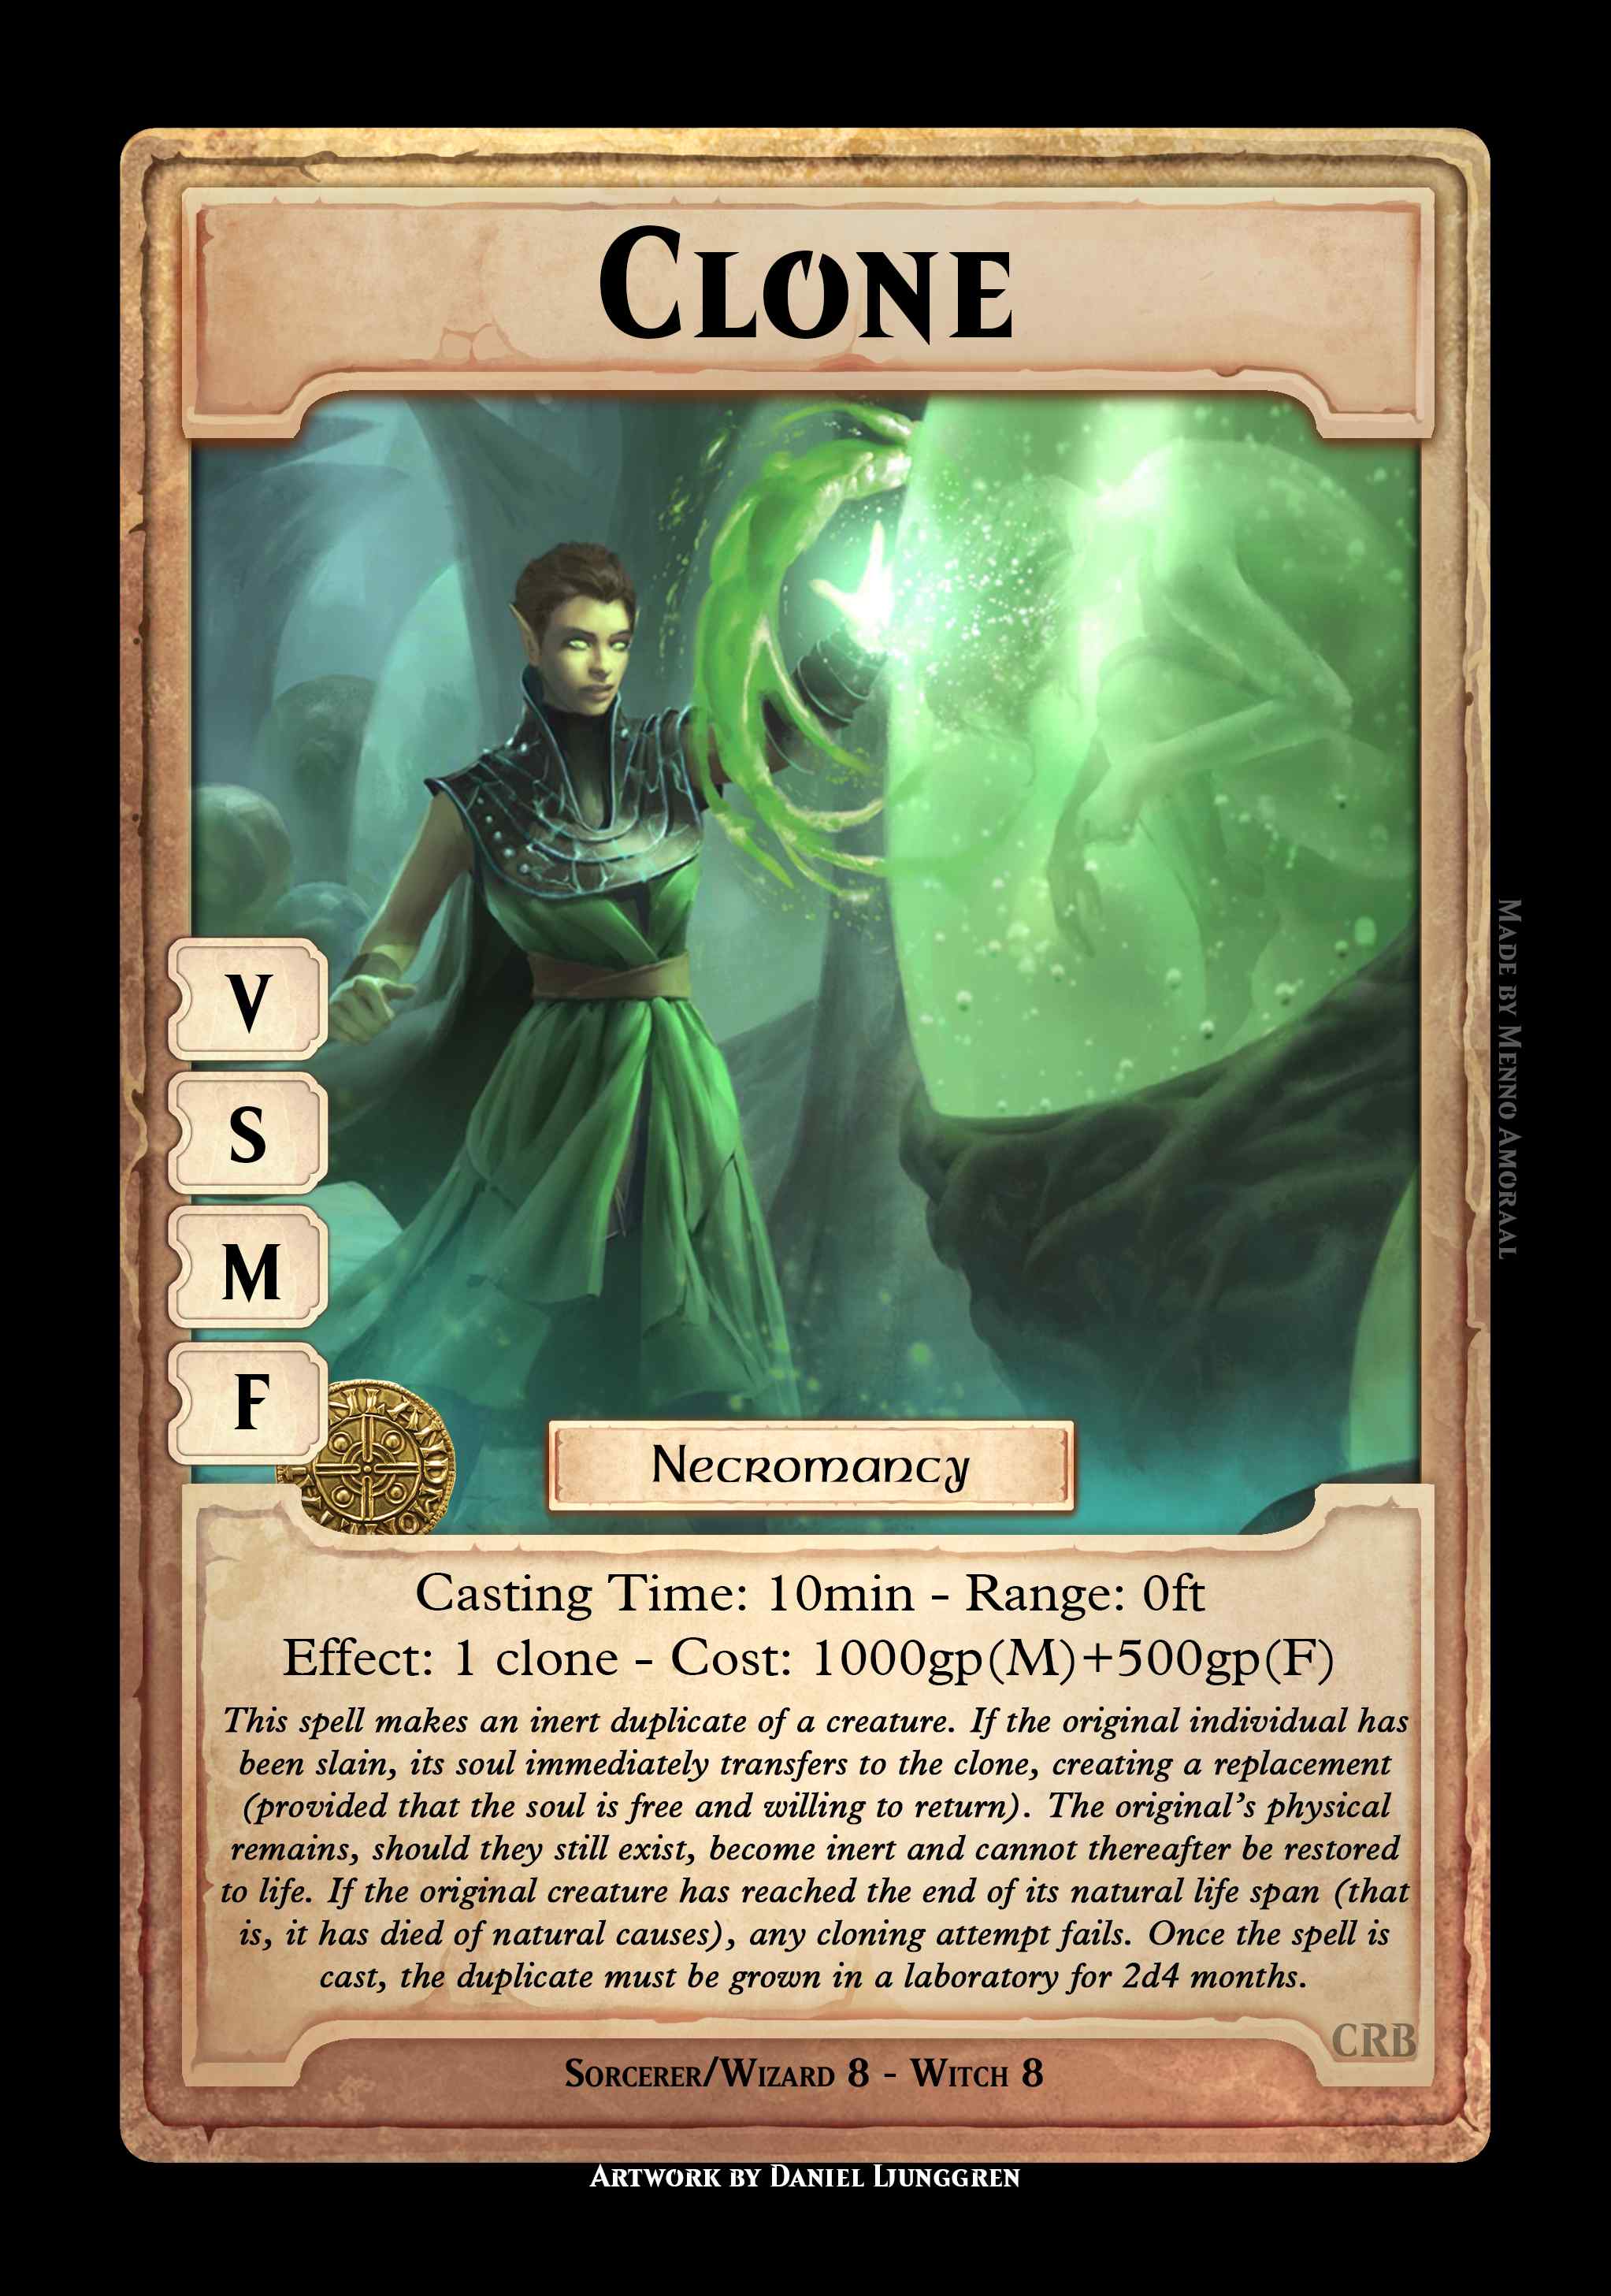 Clone
V
S
M
F
Necromancy
Casting Time: 10min - Range: 0ft
Effect: 1 clone - Cost: 1000gp(M)+500gp(F)
This spell makes an inert duplicate of a creature. If the original individual has
been slain, its soul immediately transfers to the clone, creating a replacement
(provided that the soul is free and willing to return). The original's physical
remains, should they still exist, become inert and cannot thereafter be restored
to life. If the original creature has reached the end of its natural life span (that
is, it has died of natural causes), any cloning attempt fails. Once the spell is
cast, the duplicate must be grown in a laboratory for 2d4 months.
CRB
Sorcerer/Wizard 8 - Witch 8
Artwork by Daniel Ljunggren
Made by Menno Amoraal